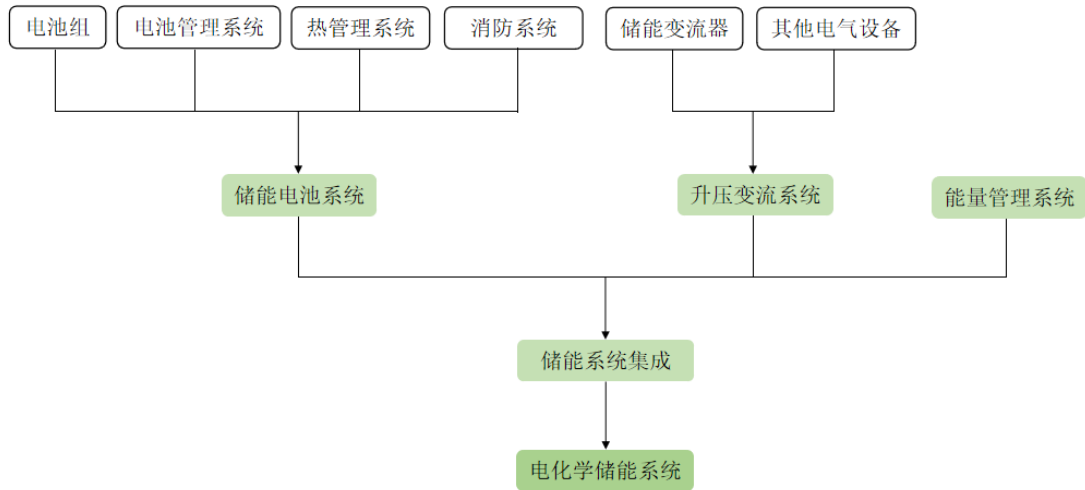 电池组
电池管理系统
热管理系统
消防系统
储能变流器
其他电气设备
储能电池系统
升压变流系统
能量管理系统
储能系统集成
电化学储能系统